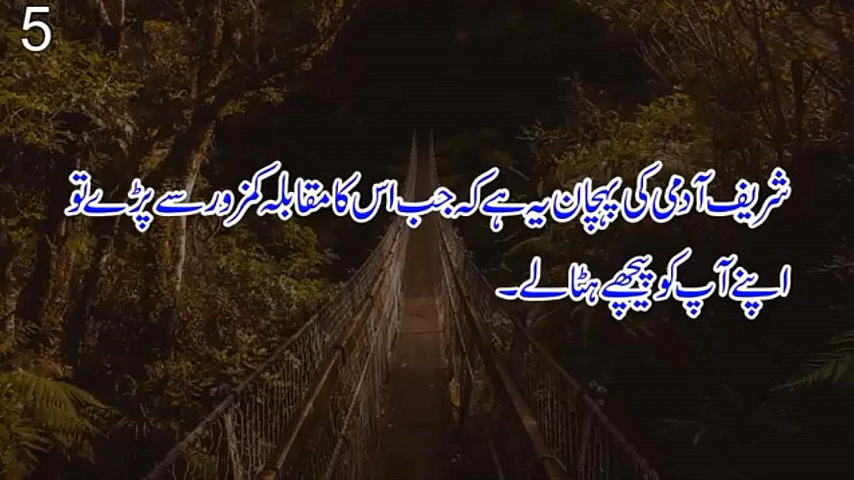 5
شریف آدمی کی پہچان یہ ہے کہ جب اس کا مقابلہ کمزور سے پڑے تو
اپنے آپ کو پیچھے ہٹا لے۔